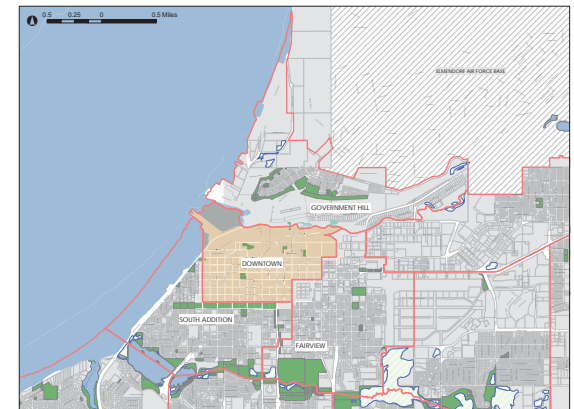 0.5 0.25 0 0.5 Miles
ELMENDORF AIR FORCE BASE
GOVERNMENT HILL
DOWNTOWN
SOUTH ADDITION
FAIRVIEW